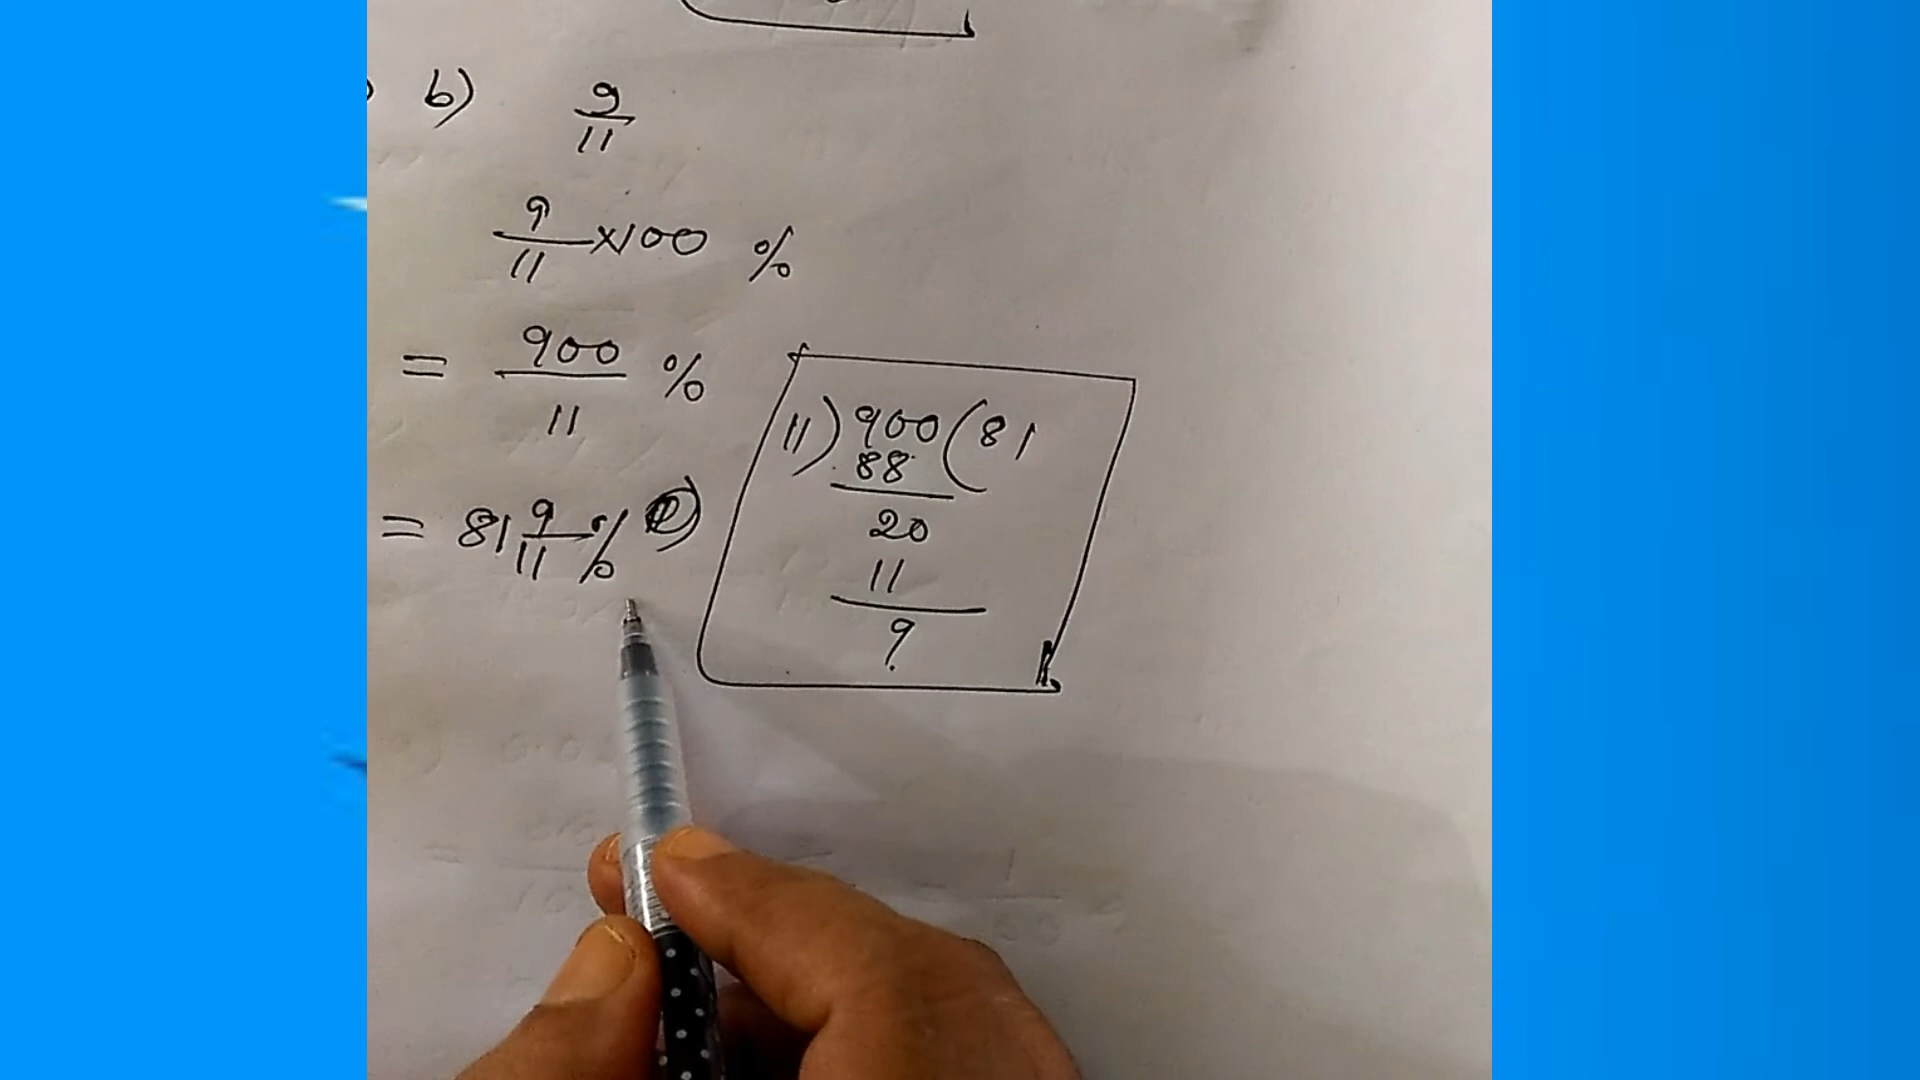 b) 9/11
9/11 ×100 %
= 900/11 %
= 81 9/11 %
11) 900 (81
88
20
11
9